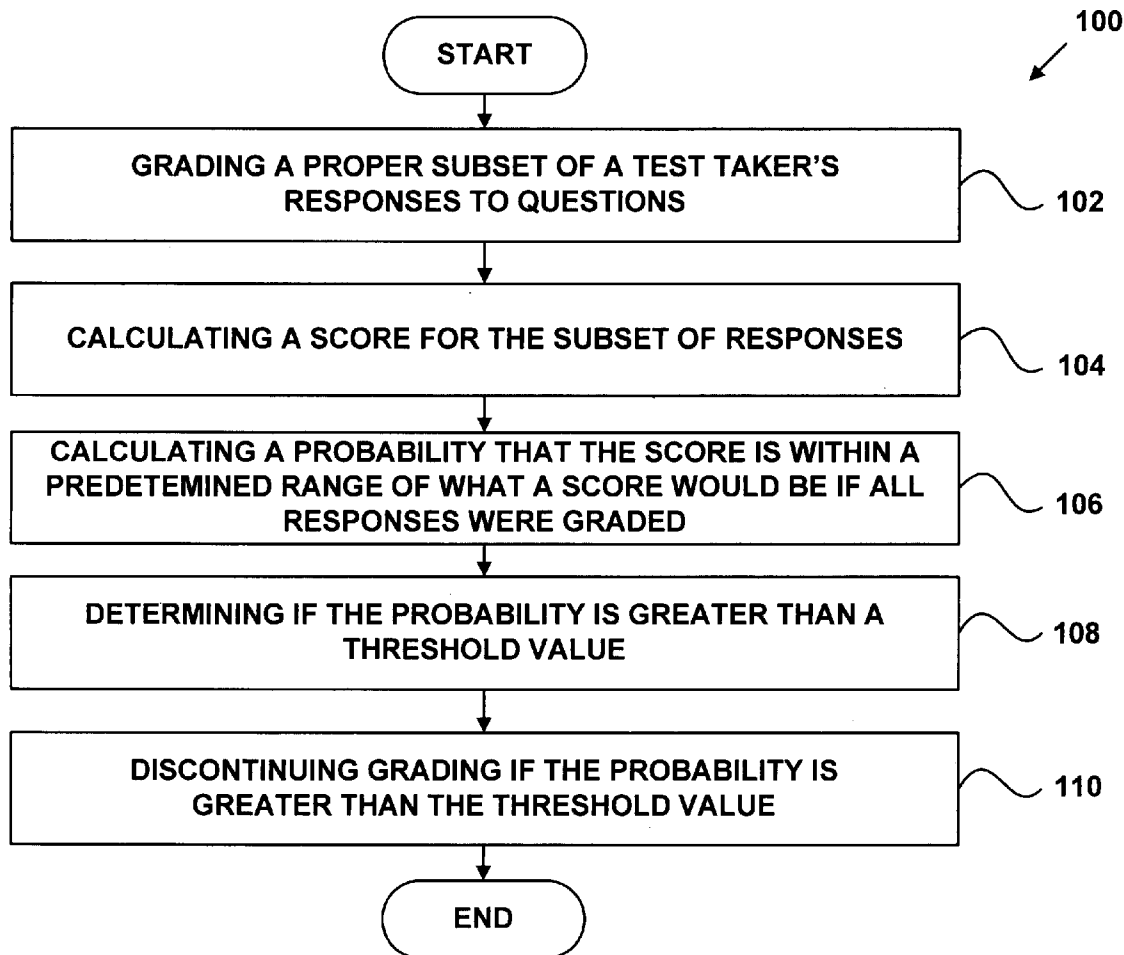 100
START
GRADING A PROPER SUBSET OF A TEST TAKER'S
RESPONSES TO QUESTIONS
102
CALCULATING A SCORE FOR THE SUBSET OF RESPONSES
104
CALCULATING A PROBABILITY THAT THE SCORE IS WITHIN A
PREDETEMINED RANGE OF WHAT A SCORE WOULD BE IF ALL
RESPONSES WERE GRADED
106
DETERMINING IF THE PROBABILITY IS GREATER THAN A
THRESHOLD VALUE
108
DISCONTINUING GRADING IF THE PROBABILITY IS
GREATER THAN THE THRESHOLD VALUE
110
END